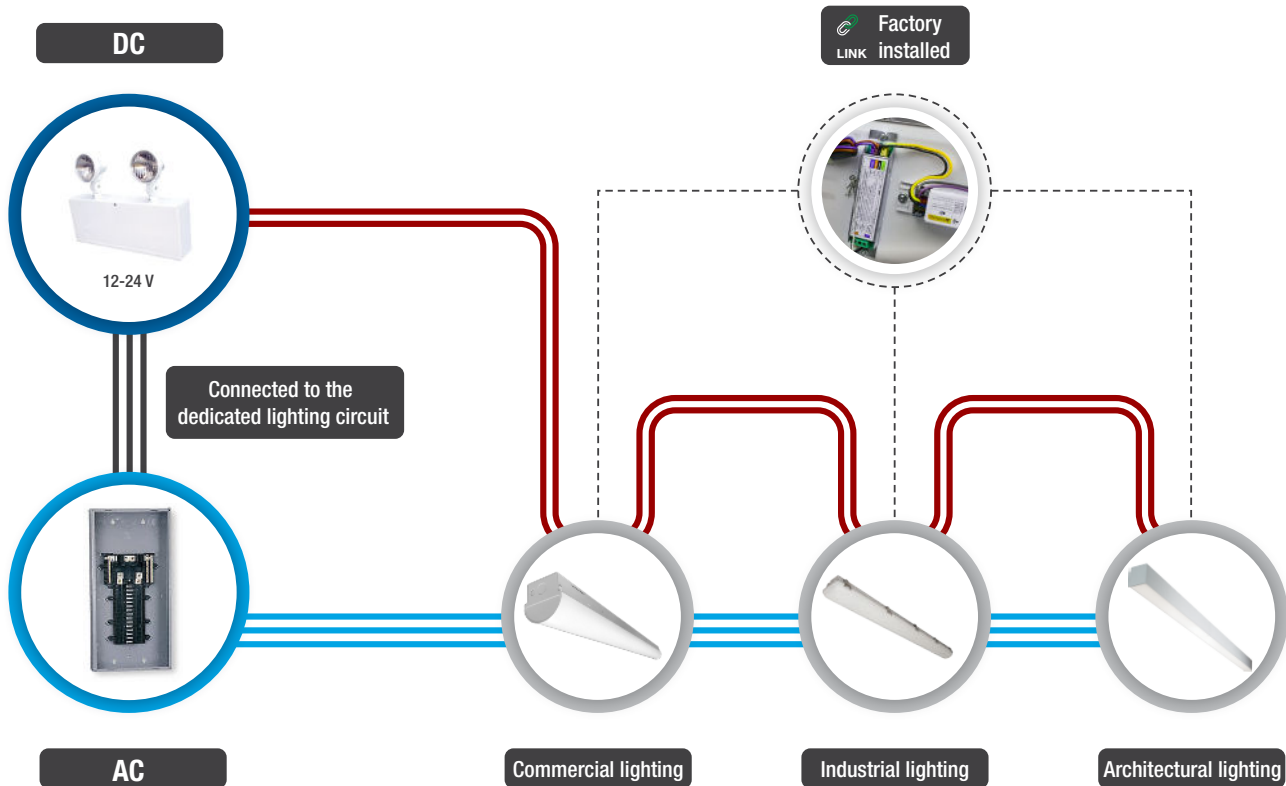 DC
LINK
Factory
installed
12-24 V
Connected to the
dedicated lighting circuit
AC
Commercial lighting
Industrial lighting
Architectural lighting